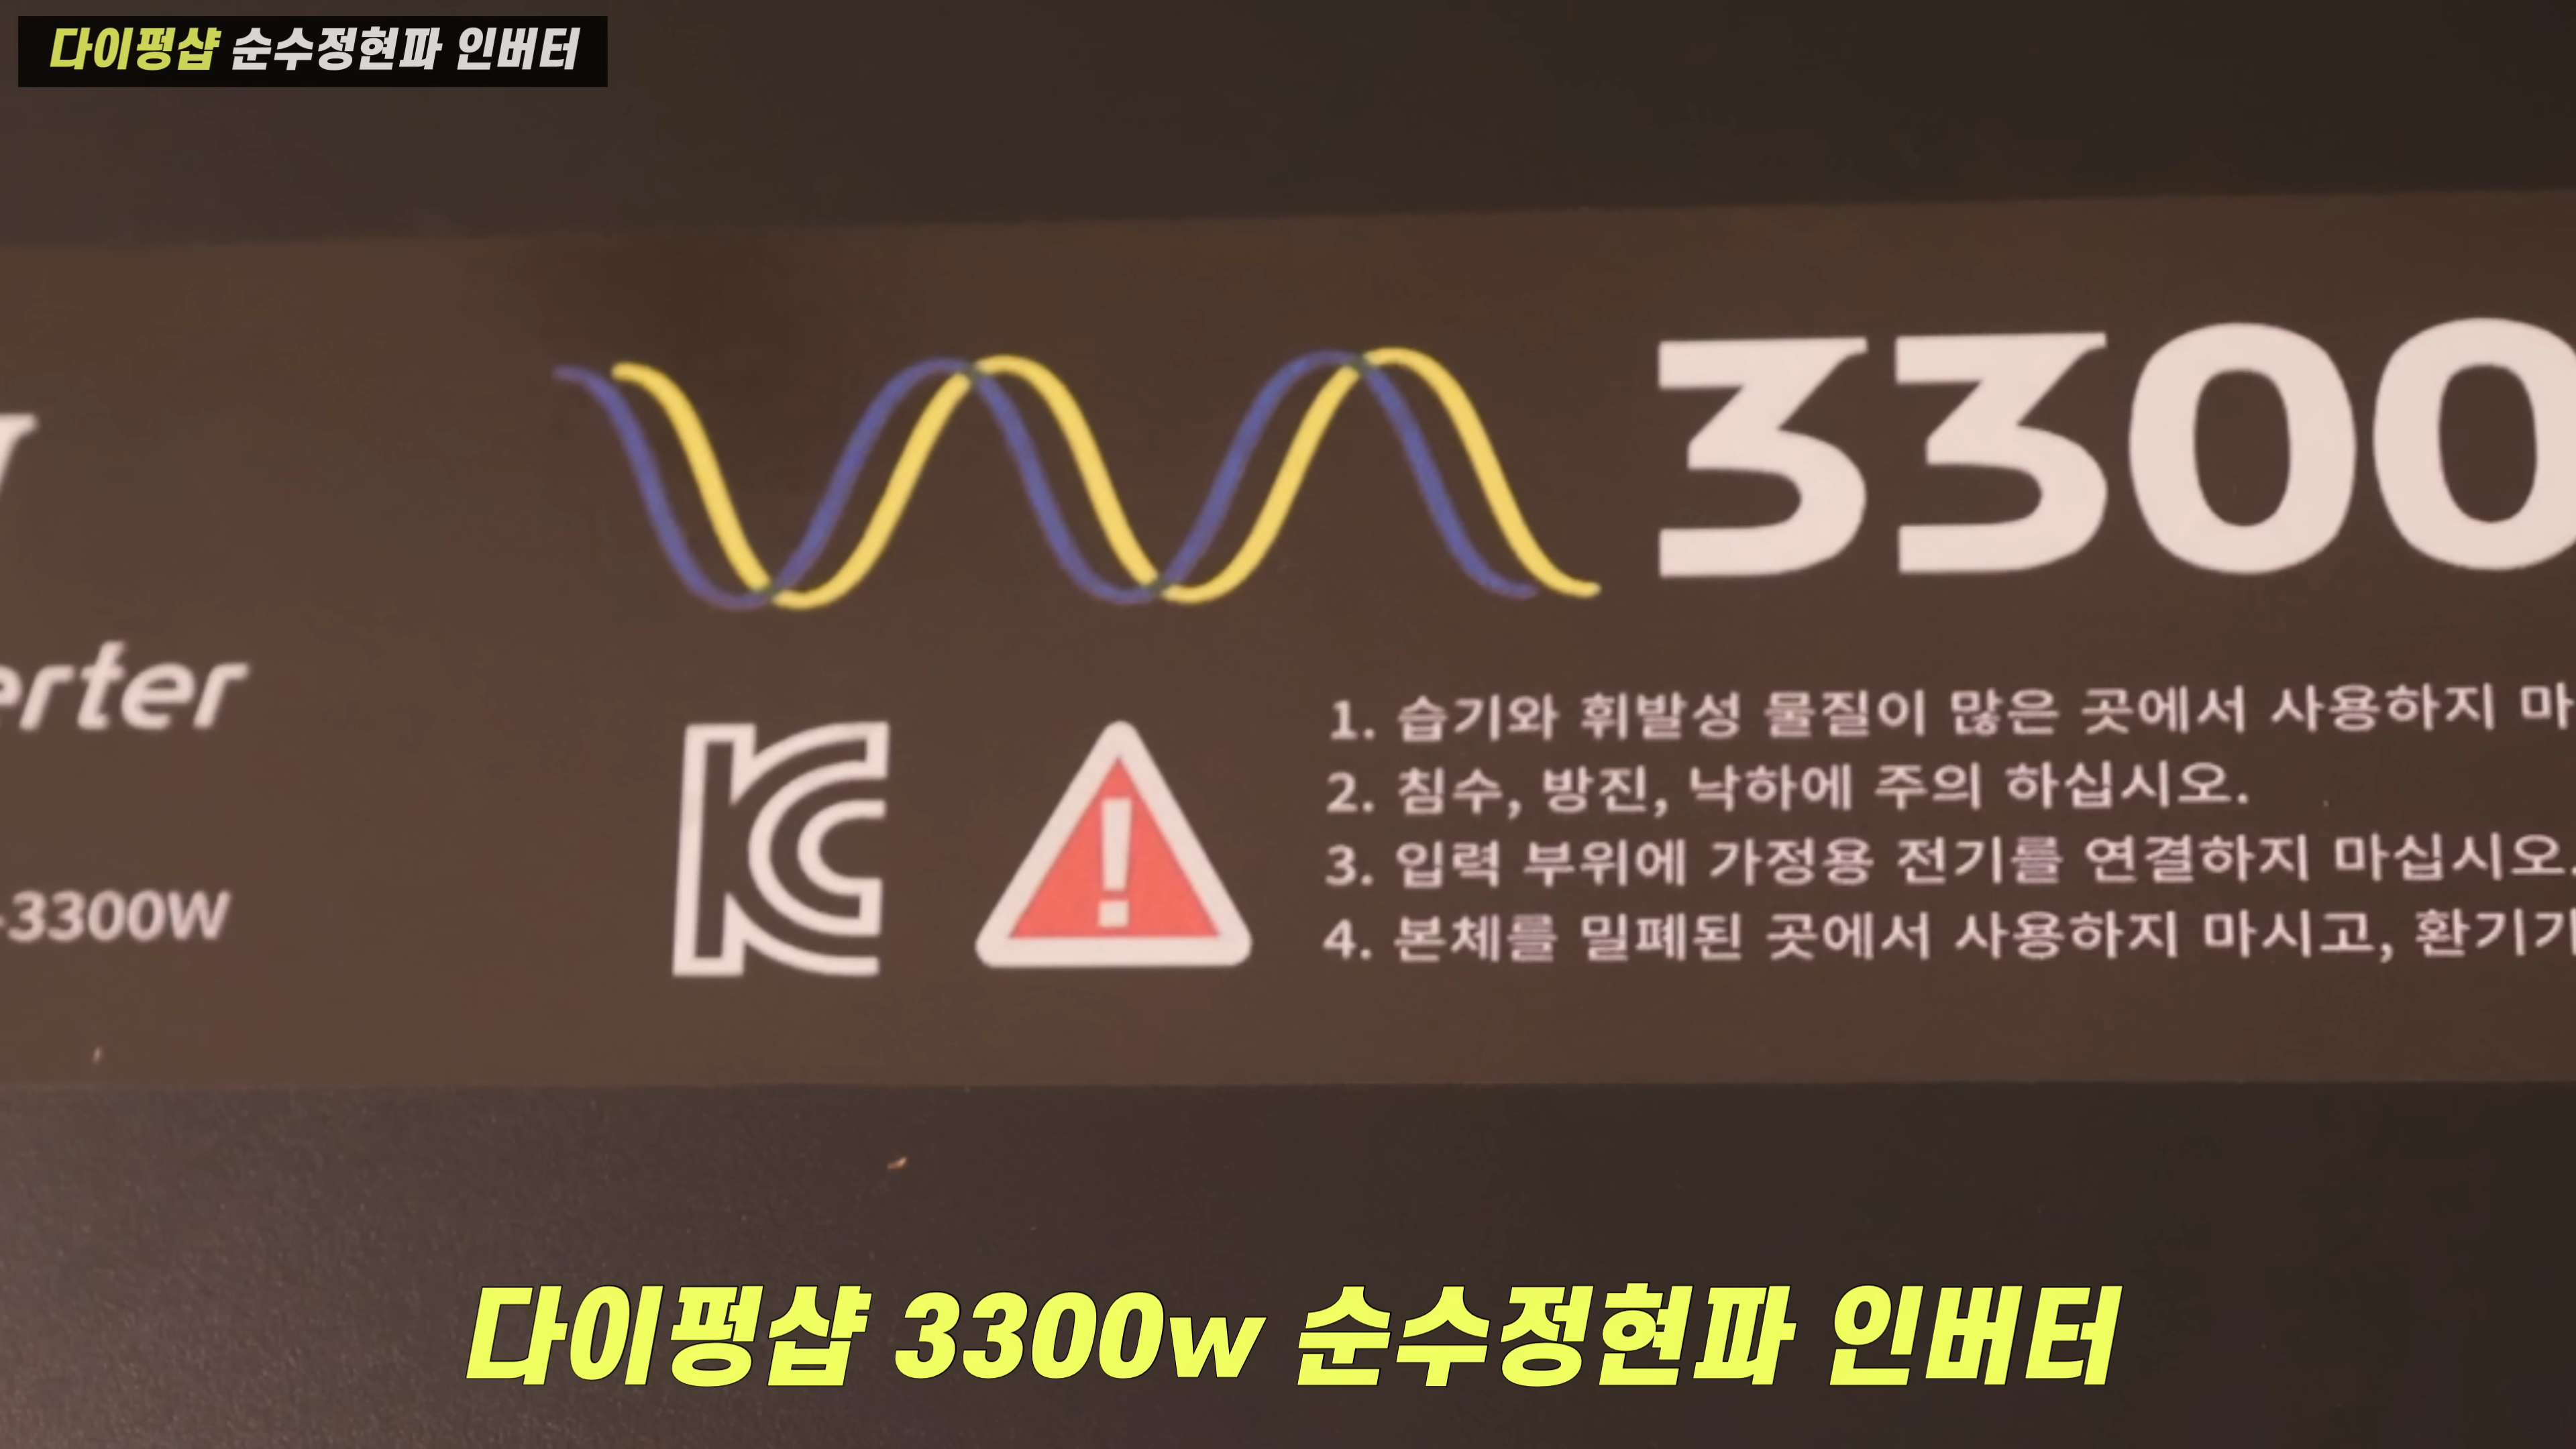 다이펑샵 순수정현파 인버터
3300
erter
-3300W
KC
1. 습기와 휘발성 물질이 많은 곳에서 사용하지 마
2. 침수, 방진, 낙하에 주의 하십시오.
3. 입력 부위에 가정용 전기를 연결하지 마십시오.
4. 본체를 밀폐된 곳에서 사용하지 마시고, 환기가
다이펑샵 3300w 순수정현파 인버터